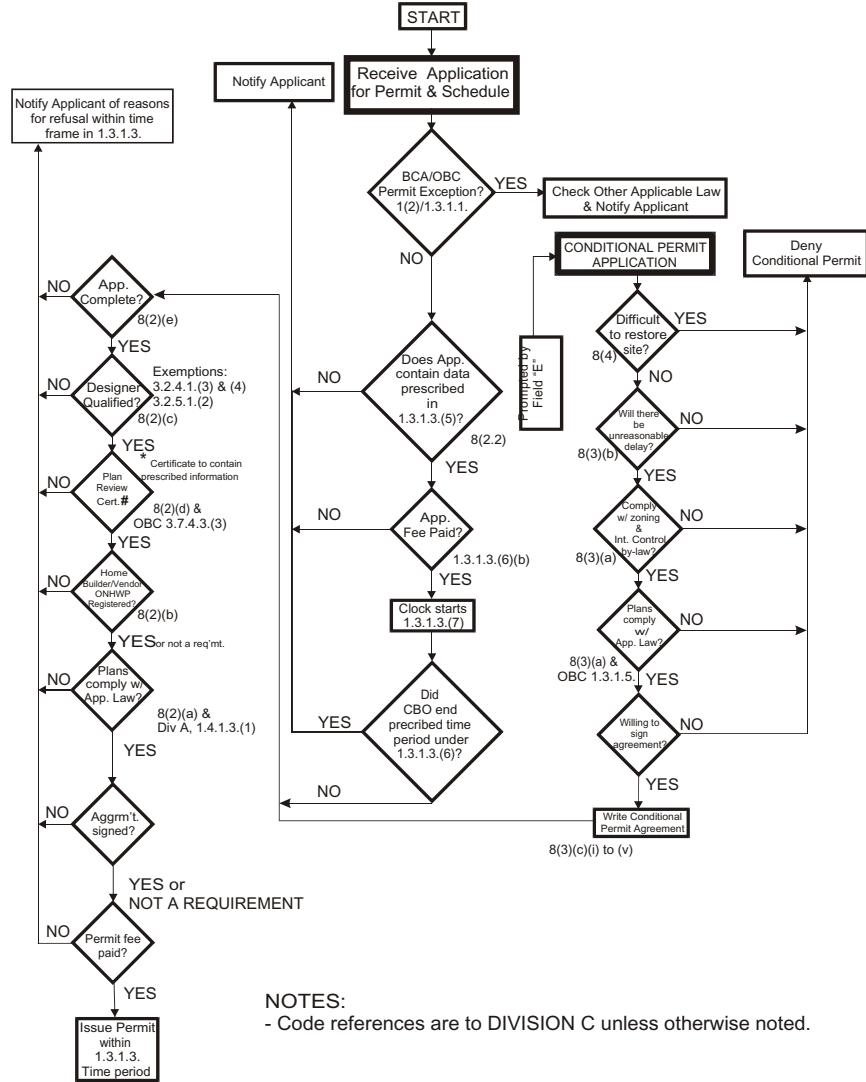 START
Receive Application
for Permit & Schedule
Notify Applicant
Notify Applicant of reasons
for refusal within time
frame in 1.3.1.3.
BCA/OBC
Permit Exception?
1(2)/1.3.1.1.
YES
Check Other Applicable Law
& Notify Applicant
NO
CONDITIONAL PERMIT
APPLICATION
Deny
Conditional Permit
Prompted by
Field “E”
Difficult
to restore
site?
8(4)
YES
NO
Will there
be
unreasonable
delay?
8(3)(b)
NO
YES
Comply
w/ zoning
&
Int. Control
by-law?
8(3)(a)
NO
YES
Plans
comply
w/
App. Law?
8(3)(a) &
OBC 1.3.1.5.
NO
YES
Willing to
sign
agreement?
NO
YES
Write Conditional
Permit Agreement
8(3)(c)(i) to (v)
Does App.
contain data
prescribed
in
1.3.1.3.(5)?
8(2.2)
NO
YES
App.
Fee Paid?
1.3.1.3.(6)(b)
NO
YES
Clock starts
1.3.1.3.(7)
Did
CBO end
precribed time
period under
1.3.1.3.(6)?
YES
NO
App.
Complete?
8(2)(e)
NO
YES
Designer
Qualified?
8(2)(c)
Exemptions:
3.2.4.1.(3) & (4)
3.2.5.1.(2)
NO
YES
* Certificate to contain
prescribed information
Plan
Review
Cert.#
8(2)(d) &
OBC 3.7.4.3.(3)
NO
YES
Home
Builder/Vendor
ONHWP
Registered?
8(2)(b)
NO
YES or not a req’mt.
Plans
comply w/
App. Law?
8(2)(a) &
Div A, 1.4.1.3.(1)
NO
YES
Aggrm’t.
signed?
NO
YES or
NOT A REQUIREMENT
Permit fee
paid?
NO
YES
Issue Permit
within
1.3.1.3.
Time period
NOTES:
- Code references are to DIVISION C unless otherwise noted.